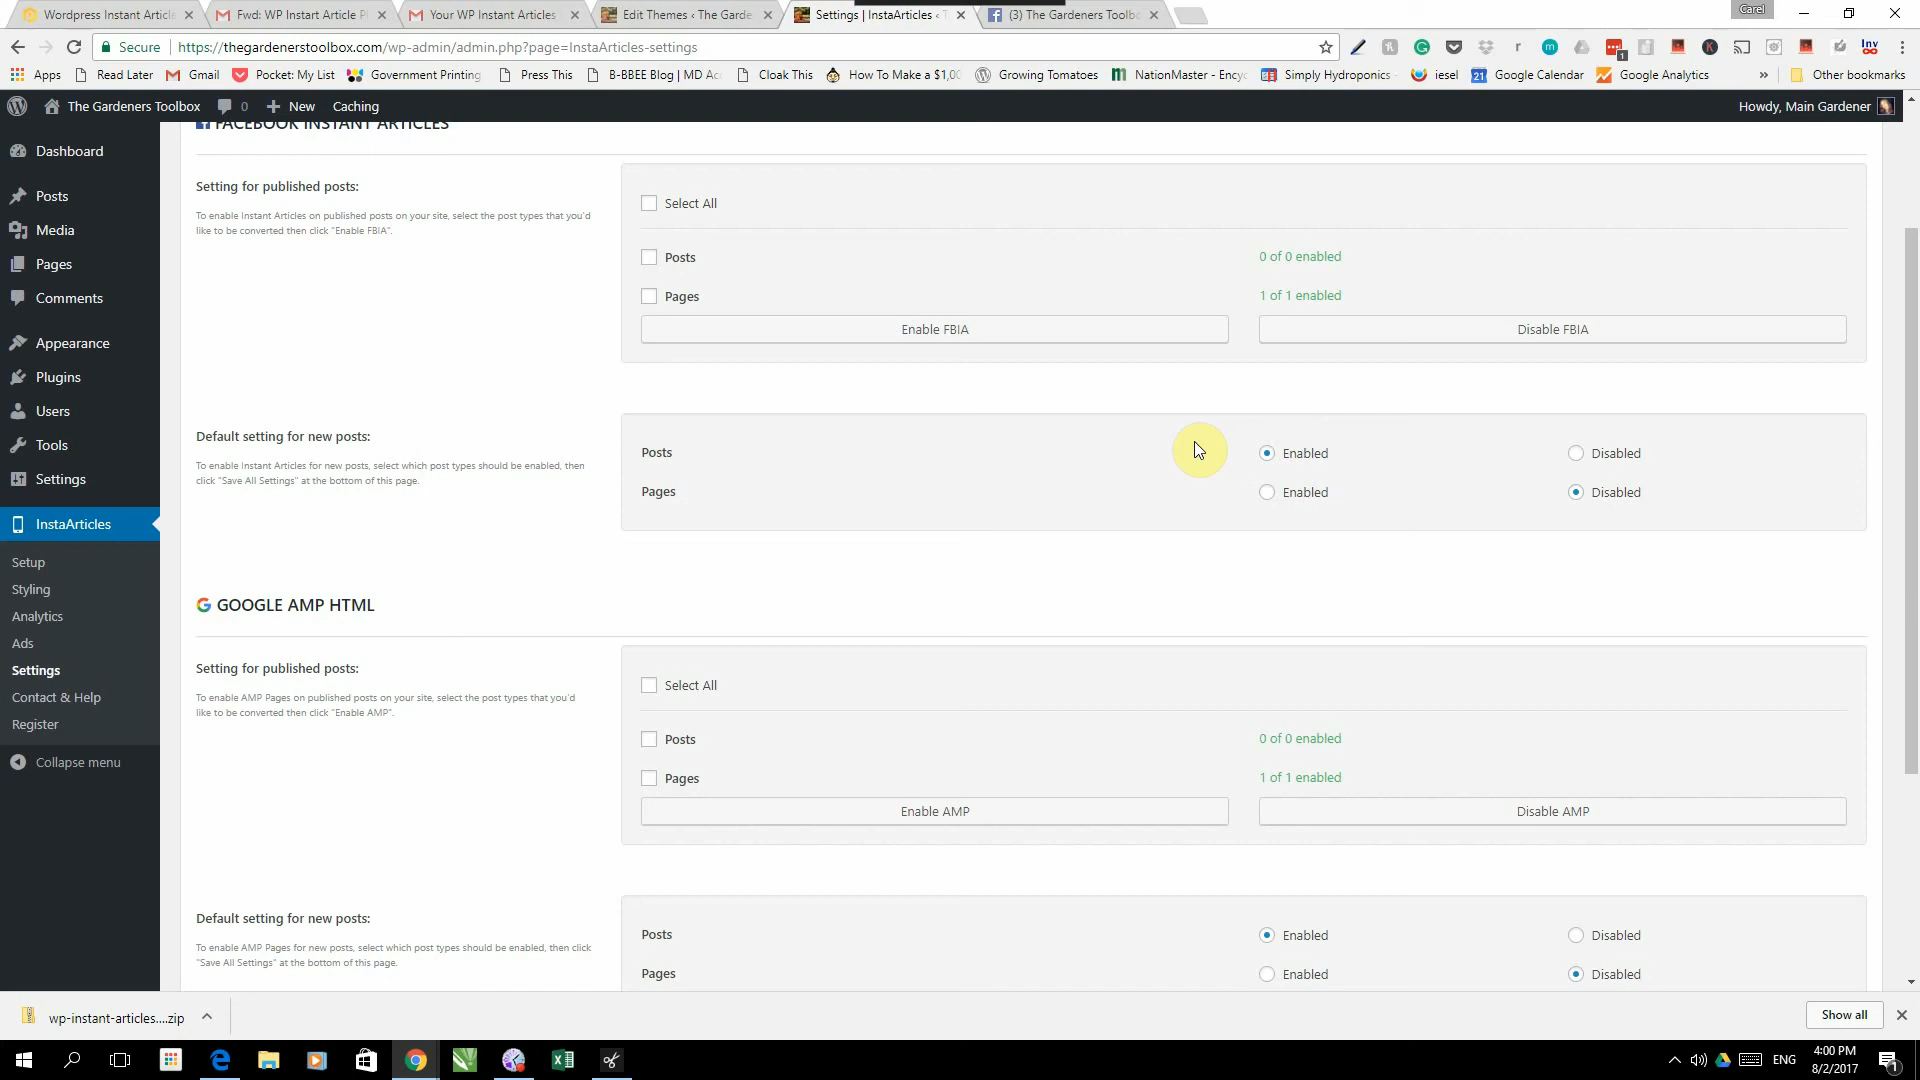 Wordpress Instant Article
Fwd: WP Instart Article P
Your WP Instant Articles
Edit Themes ‹ The Garde
Settings | InstaArticles ‹ T
(3) The Gardeners Toolbo
Carel
Secure
https://thegardenerstoolbox.com/wp-admin/admin.php?page=InstaArticles-settings
Apps
Read Later
Gmail
Pocket: My List
Government Printing
Press This
B-BBEE Blog | MD Ac
Cloak This
How To Make a $1,00
Growing Tomatoes
NationMaster - Ency
Simply Hydroponics
iesel
Google Calendar
Google Analytics
»
Other bookmarks
The Gardeners Toolbox
0
New
Caching
Howdy, Main Gardener
Dashboard
Posts
Media
Pages
Comments
Appearance
Plugins
Users
Tools
Settings
InstaArticles
Setup
Styling
Analytics
Ads
Settings
Contact & Help
Register
Collapse menu
FACEBOOK INSTANT ARTICLES
Setting for published posts:
To enable Instant Articles on published posts on your site, select the post types that you'd
like to be converted then click "Enable FBIA".
Select All
Posts
0 of 0 enabled
Pages
1 of 1 enabled
Enable FBIA
Disable FBIA
Default setting for new posts:
To enable Instant Articles for new posts, select which post types should be enabled, then
click "Save All Settings" at the bottom of this page.
Posts
Enabled
Disabled
Pages
Enabled
Disabled
GOOGLE AMP HTML
Setting for published posts:
To enable AMP Pages on published posts on your site, select the post types that you'd
like to be converted then click "Enable AMP".
Select All
Posts
0 of 0 enabled
Pages
1 of 1 enabled
Enable AMP
Disable AMP
Default setting for new posts:
To enable AMP Pages for new posts, select which post types should be enabled, then click
"Save All Settings" at the bottom of this page.
Posts
Enabled
Disabled
Pages
Enabled
Disabled
wp-instant-articles....zip
Show all
ENG
4:00 PM
8/2/2017
1